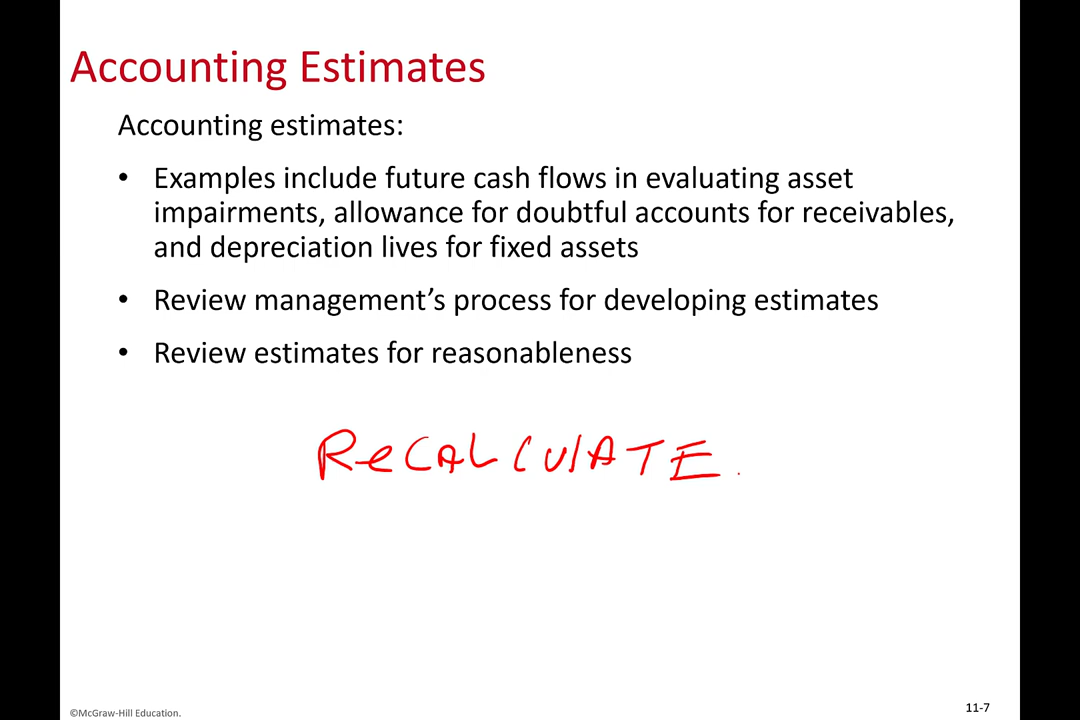 Accounting Estimates
Accounting estimates:
• Examples include future cash flows in evaluating asset
impairments, allowance for doubtful accounts for receivables,
and depreciation lives for fixed assets
• Review management’s process for developing estimates
• Review estimates for reasonableness
ReCALCULATE.
©McGraw-Hill Education.
11-7